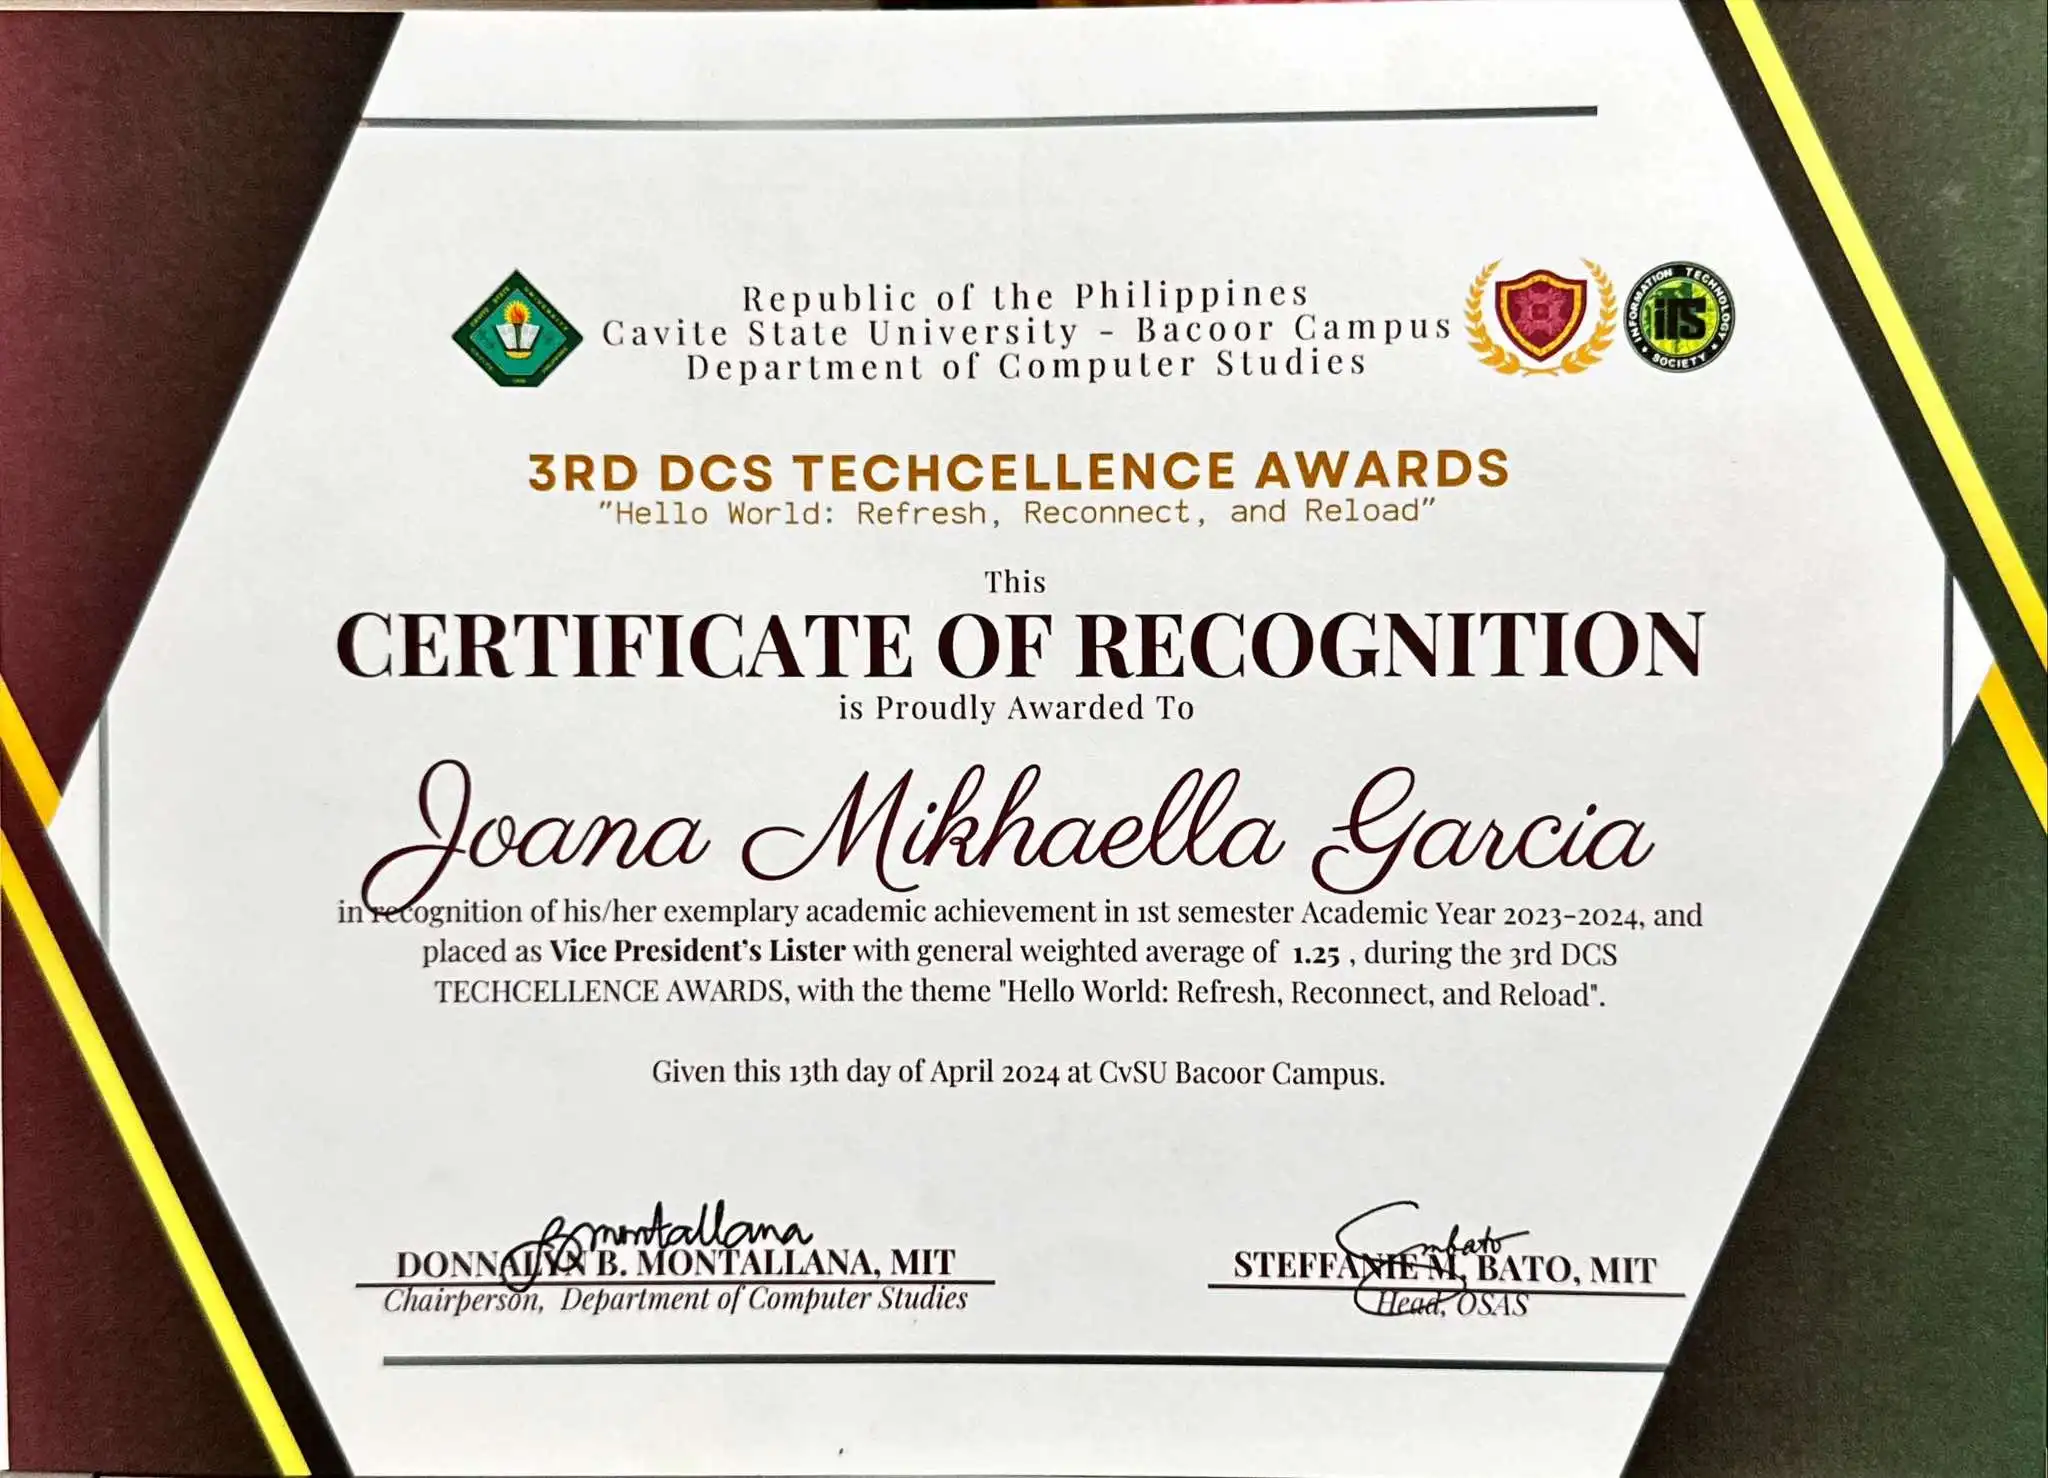 Republic of the Philippines
Cavite State University - Bacoor Campus
Department of Computer Studies
INFORMATION TECHNOLOGY
iTS
SOCIETY
3RD DCS TECHCELLENCE AWARDS
"Hello World: Refresh, Reconnect, and Reload"
This
CERTIFICATE OF RECOGNITION
is Proudly Awarded To
Joana Mikhaella Garcia
in recognition of his/her exemplary academic achievement in 1st semester Academic Year 2023-2024, and
placed as Vice President's Lister with general weighted average of 1.25 , during the 3rd DCS
TECHCELLENCE AWARDS, with the theme "Hello World: Refresh, Reconnect, and Reload".
Given this 13th day of April 2024 at CvSU Bacoor Campus.
DONNALYN B. MONTALLANA, MIT
Chairperson, Department of Computer Studies
STEFFANIE M. BATO, MIT
Head, OSAS